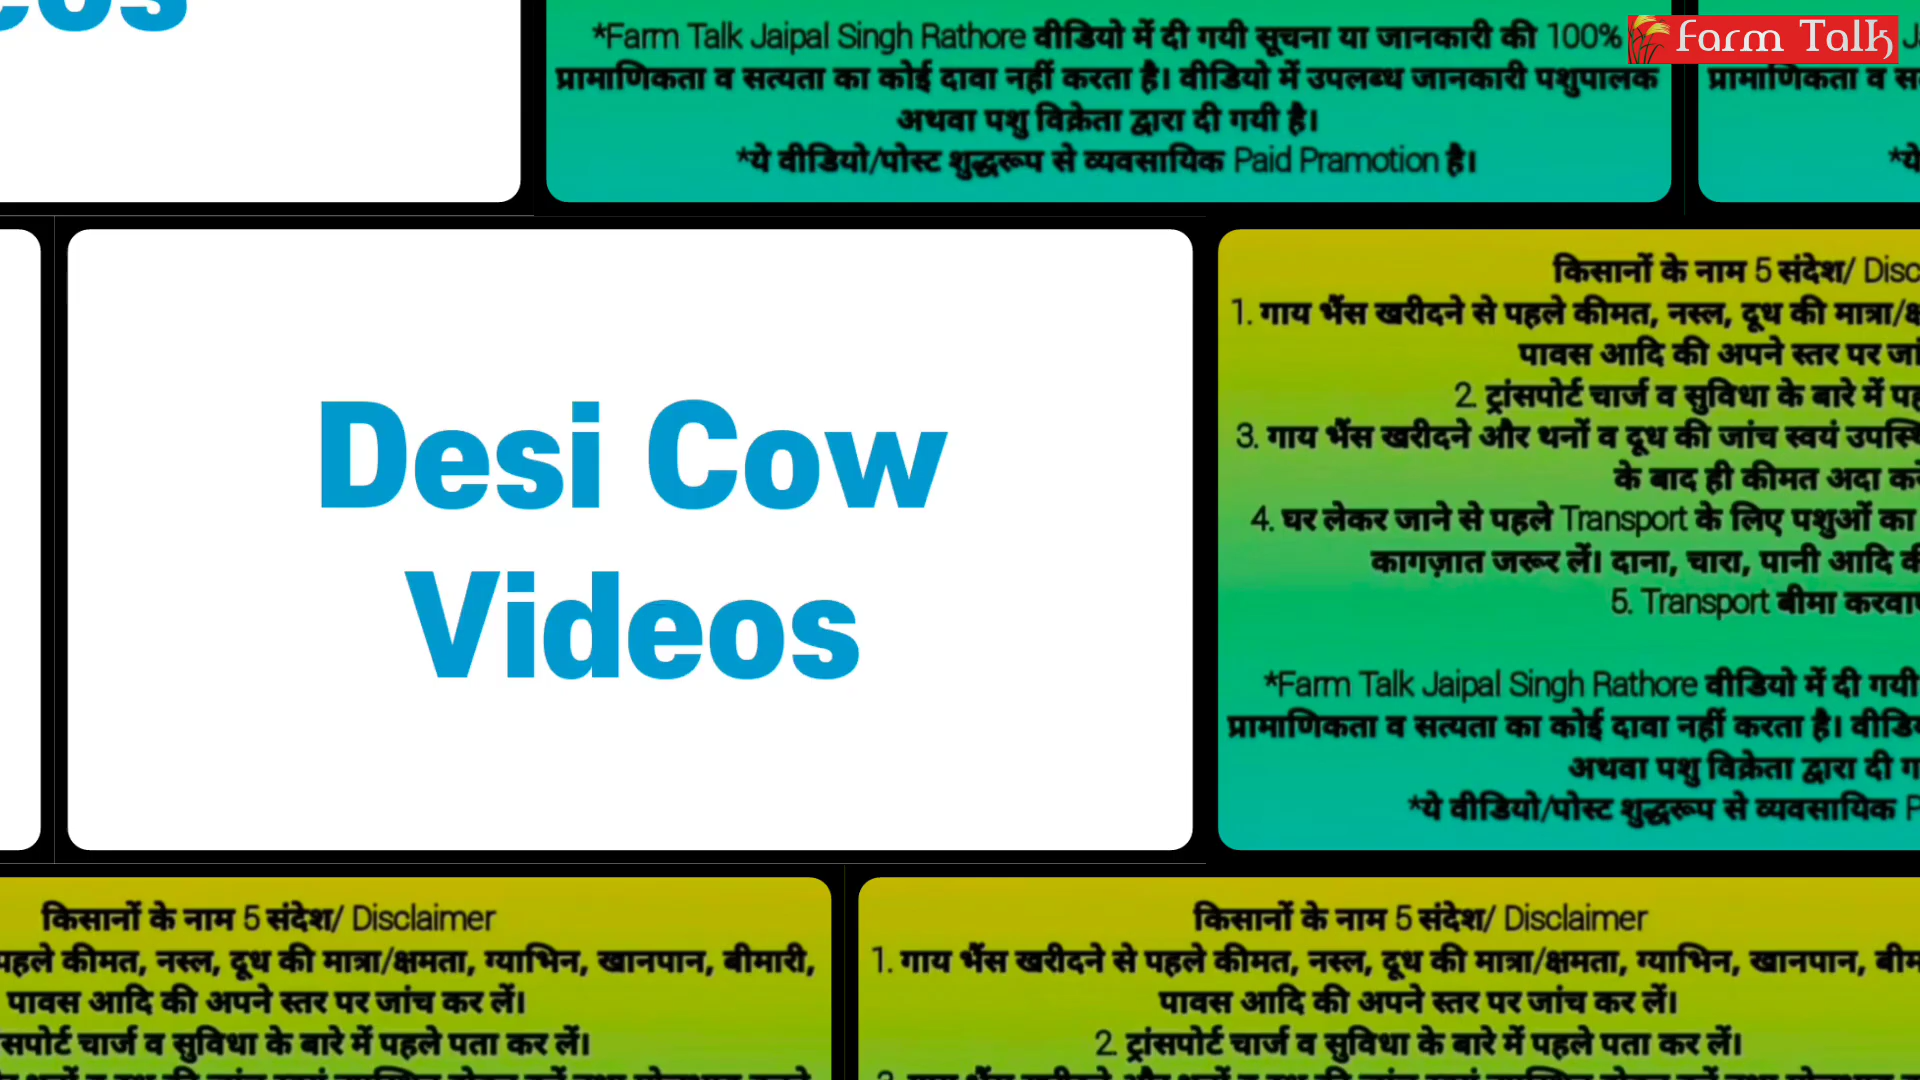 *Farm Talk Jaipal Singh Rathore वीडियो में दी गयी सूचना या जानकारी की 100%
Farm Talk
प्रामाणिकता व सत्यता का कोई दावा नहीं करता है। वीडियो में उपलब्ध जानकारी पशुपालक
प्रामाणिकता व
अथवा पशु विक्रेता द्वारा दी गयी है।
*ये वीडियो/पोस्ट शुद्धरूप से व्यवसायिक Paid Pramotion है।
*ये
Desi Cow
Videos
किसानों के नाम 5 संदेश/
1. गाय भैंस खरीदने से पहले कीमत, नस्ल, दूध की मात्रा/
पावस आदि की अपने स्तर पर
2. ट्रांसपोर्ट चार्ज व सुविधा के बारे में
3. गाय भैंस खरीदने और थनों व दूध की जांच स्वयं
के बाद ही कीमत अदा
4. घर लेकर जाने से पहले Transport के लिए पशुओं का
कागज़ात जरूर लें। दाना, चारा, पानी आदि
5. Transport बीमा
*Farm Talk Jaipal Singh Rathore वीडियो में दी गयी
प्रामाणिकता व सत्यता का कोई दावा नहीं करता है।
अथवा पशु विक्रेता द्वारा दी
*ये वीडियो/पोस्ट शुद्धरूप से व्यवसायिक
किसानों के नाम 5 संदेश/ Disclaimer
पहले कीमत, नस्ल, दूध की मात्रा/क्षमता, ग्याभिन, खानपान, बीमारी,
पावस आदि की अपने स्तर पर जांच कर लें।
चार्ज व सुविधा के बारे में पहले पता कर लें।
किसानों के नाम 5 संदेश/ Disclaimer
1. गाय भैंस खरीदने से पहले कीमत, नस्ल, दूध की मात्रा/क्षमता, ग्याभिन, खानपान,
पावस आदि की अपने स्तर पर जांच कर लें।
2. ट्रांसपोर्ट चार्ज व सुविधा के बारे में पहले पता कर लें।